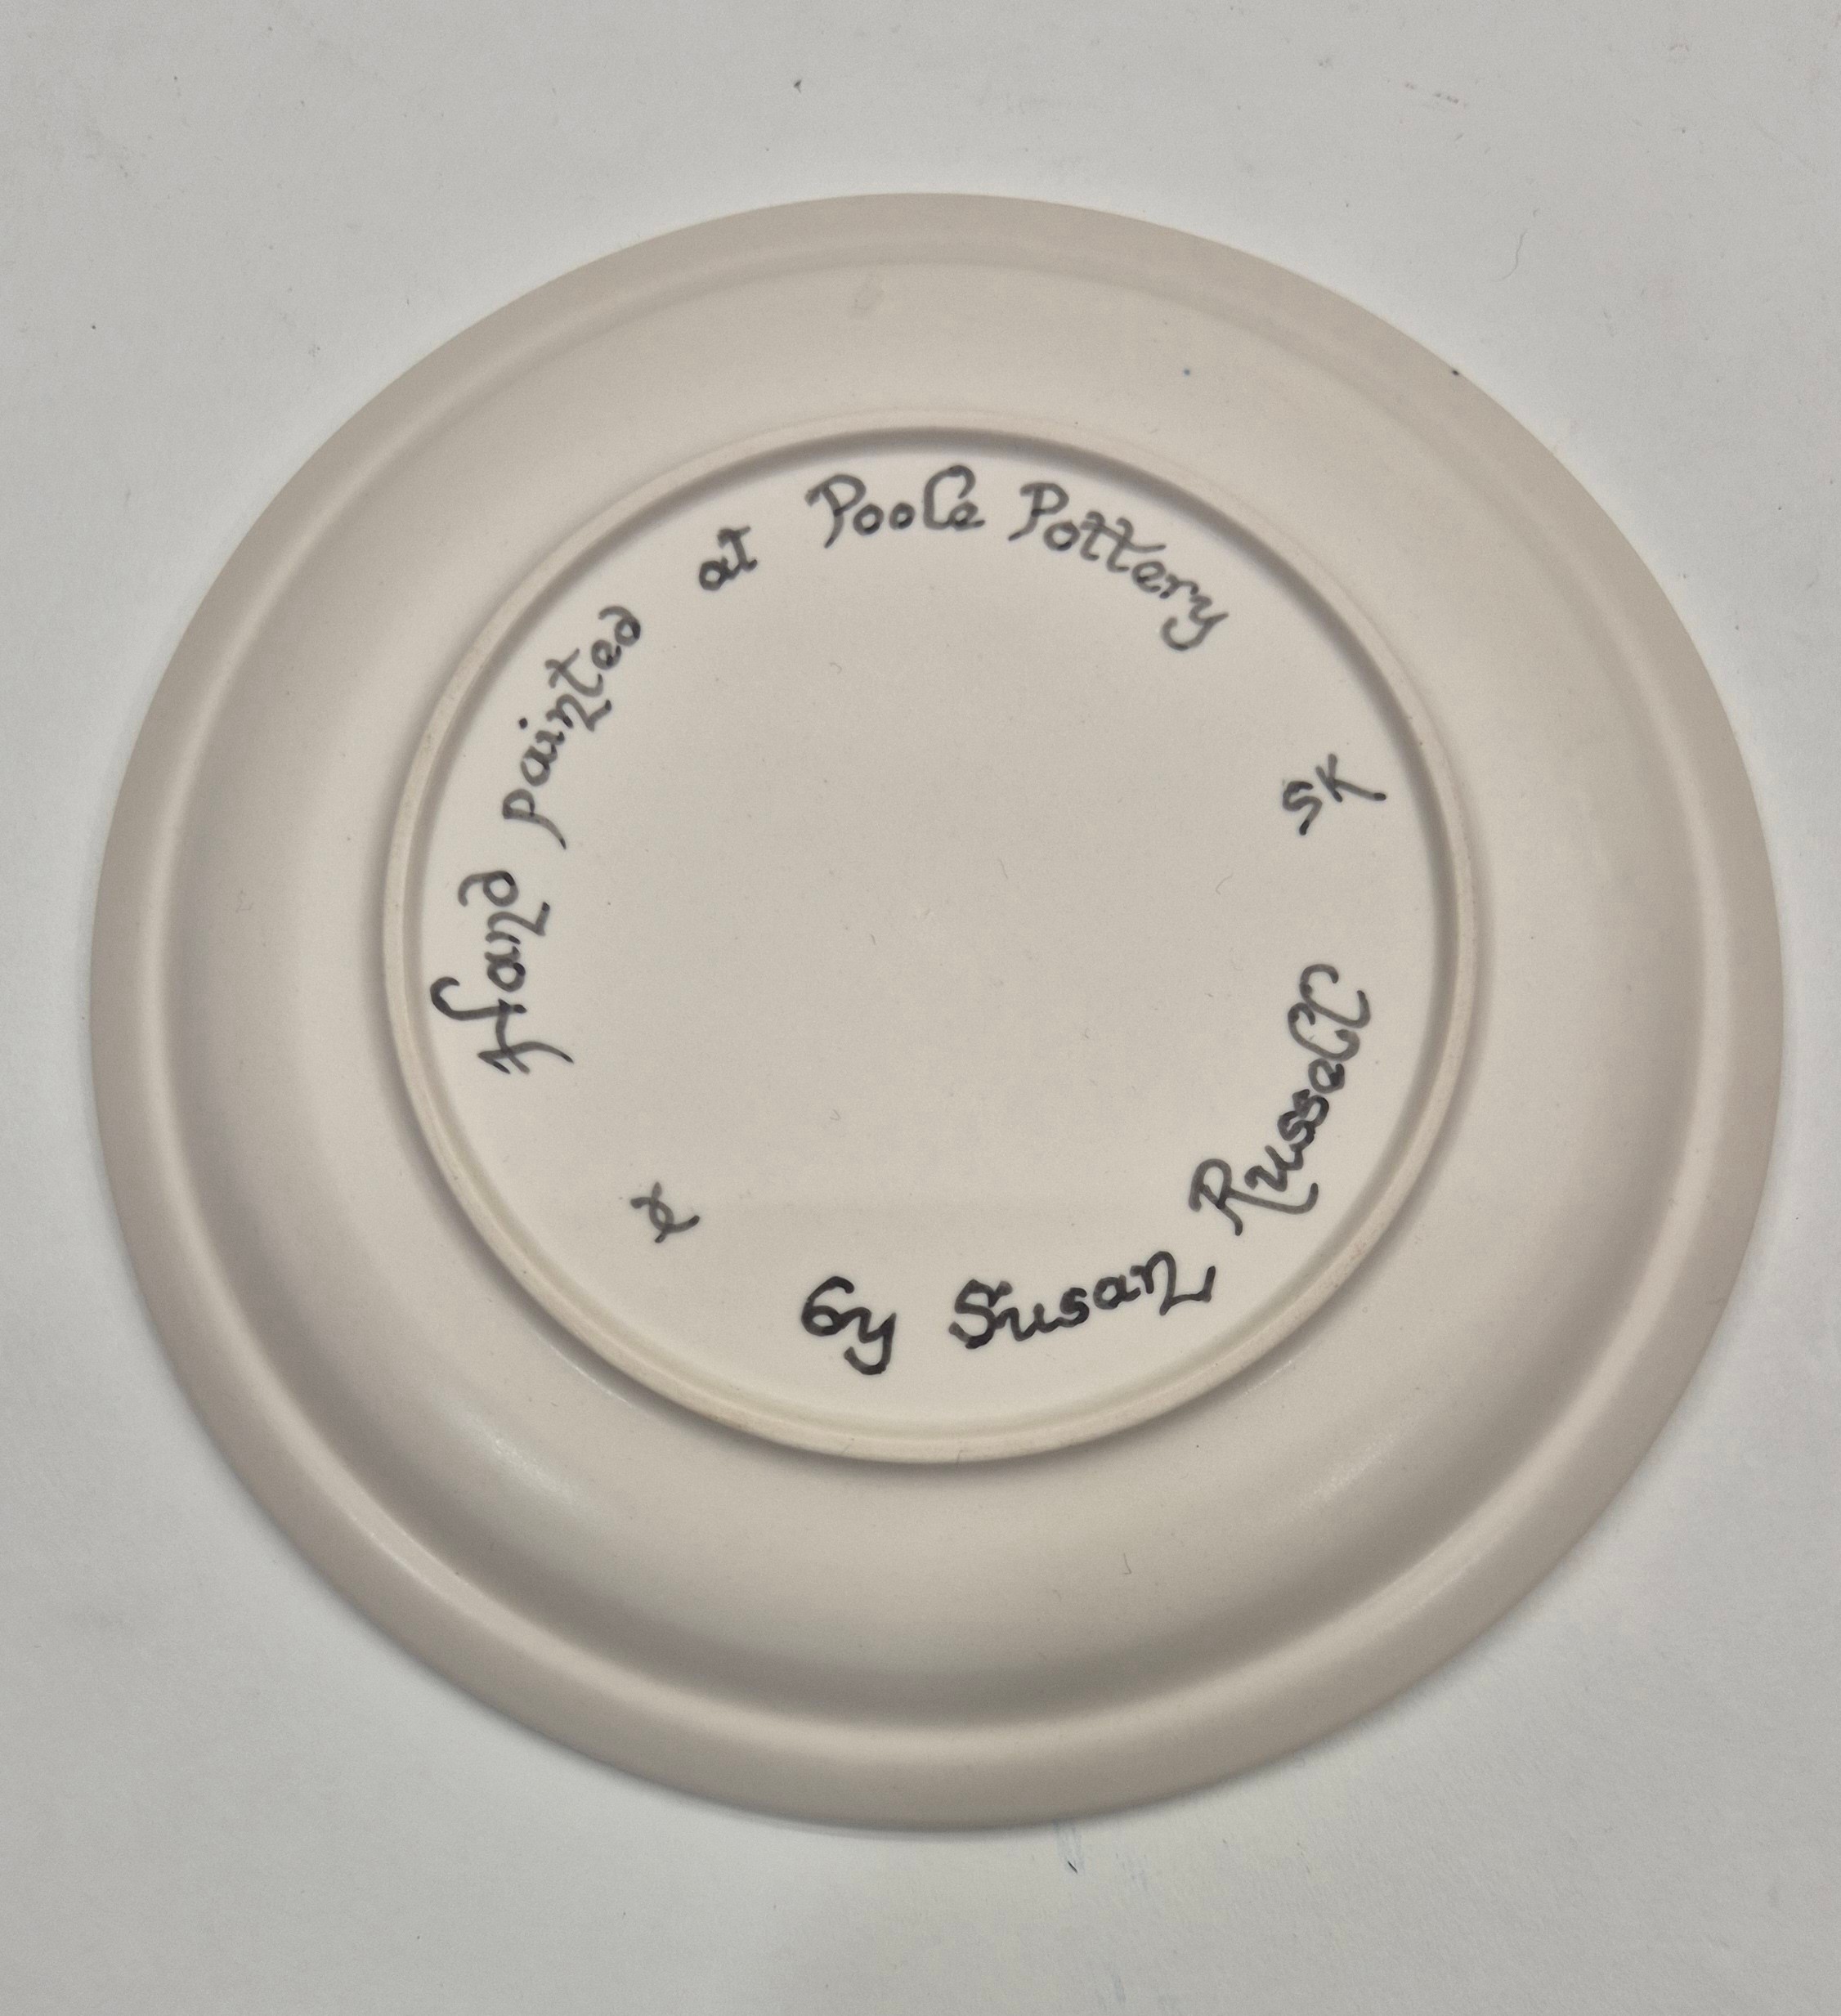 Hand painted at Poole Pottery
SK
by Susan Russell